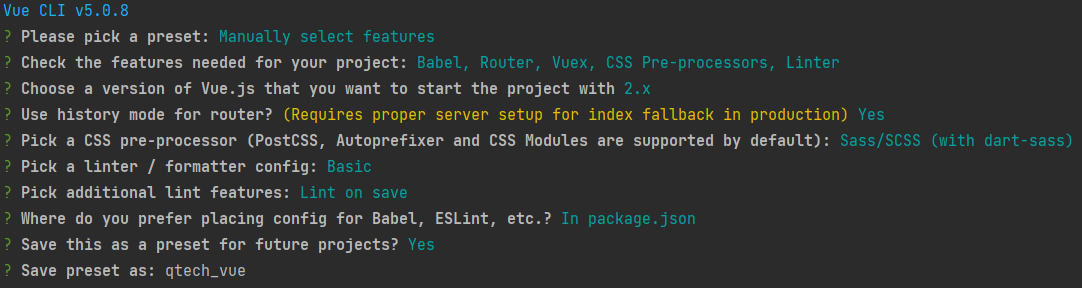 Vue CLI v5.0.8
? Please pick a preset: Manually select features
? Check the features needed for your project: Babel, Router, Vuex, CSS Pre-processors, Linter
? Choose a version of Vue.js that you want to start the project with 2.x
? Use history mode for router? (Requires proper server setup for index fallback in production) Yes
? Pick a CSS pre-processor (PostCSS, Autoprefixer and CSS Modules are supported by default): Sass/SCSS (with dart-sass)
? Pick a linter / formatter config: Basic
? Pick additional lint features: Lint on save
? Where do you prefer placing config for Babel, ESLint, etc.? In package.json
? Save this as a preset for future projects? Yes
? Save preset as: qtech_vue